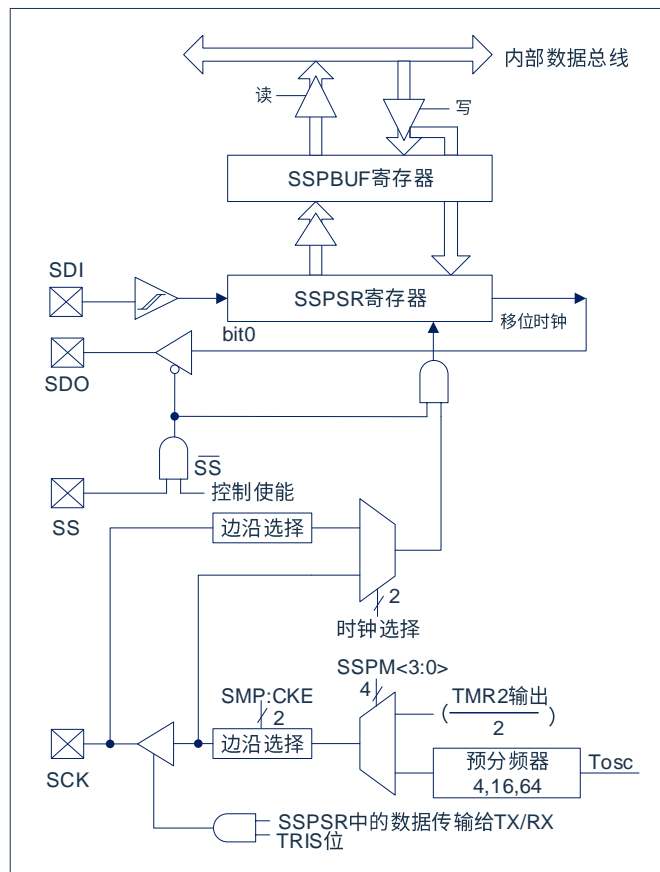 内部数据总线
读
写
SSPBUF寄存器
SDI
SSPSR寄存器
移位时钟
bit0
SDO
SS
控制使能
SS
边沿选择
2
时钟选择
SSPM<3:0>
4
SMP:CKE
2
TMR2输出
( )
2
边沿选择
SCK
预分频器
4,16,64
Tosc
SSPSR中的数据传输给TX/RX
TRIS位